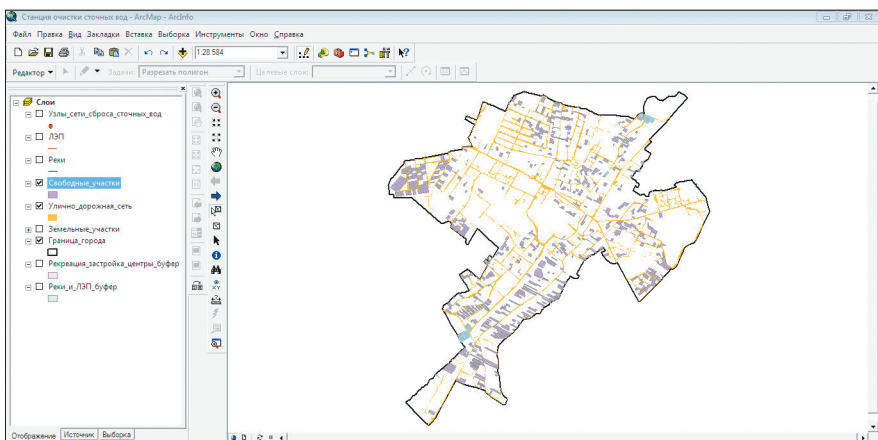 Станция очистки сточных вод - ArcMap - ArcInfo
Файл Правка Вид Закладки Вставка Выборка Инструменты Окно Справка
1:28 584
Редактор Задачи: Разрезать полигон Целевые слои:
Слои
Узлы_сети_сброса_сточных_вод
ЛЭП
Реки
Свободные_участки
Улично_дорожная_сеть
Земельные_участки
Граница_города
Рекреация_застройка_центры_буфер
Реки_и_ЛЭП_буфер
Отображение Источник Выборка